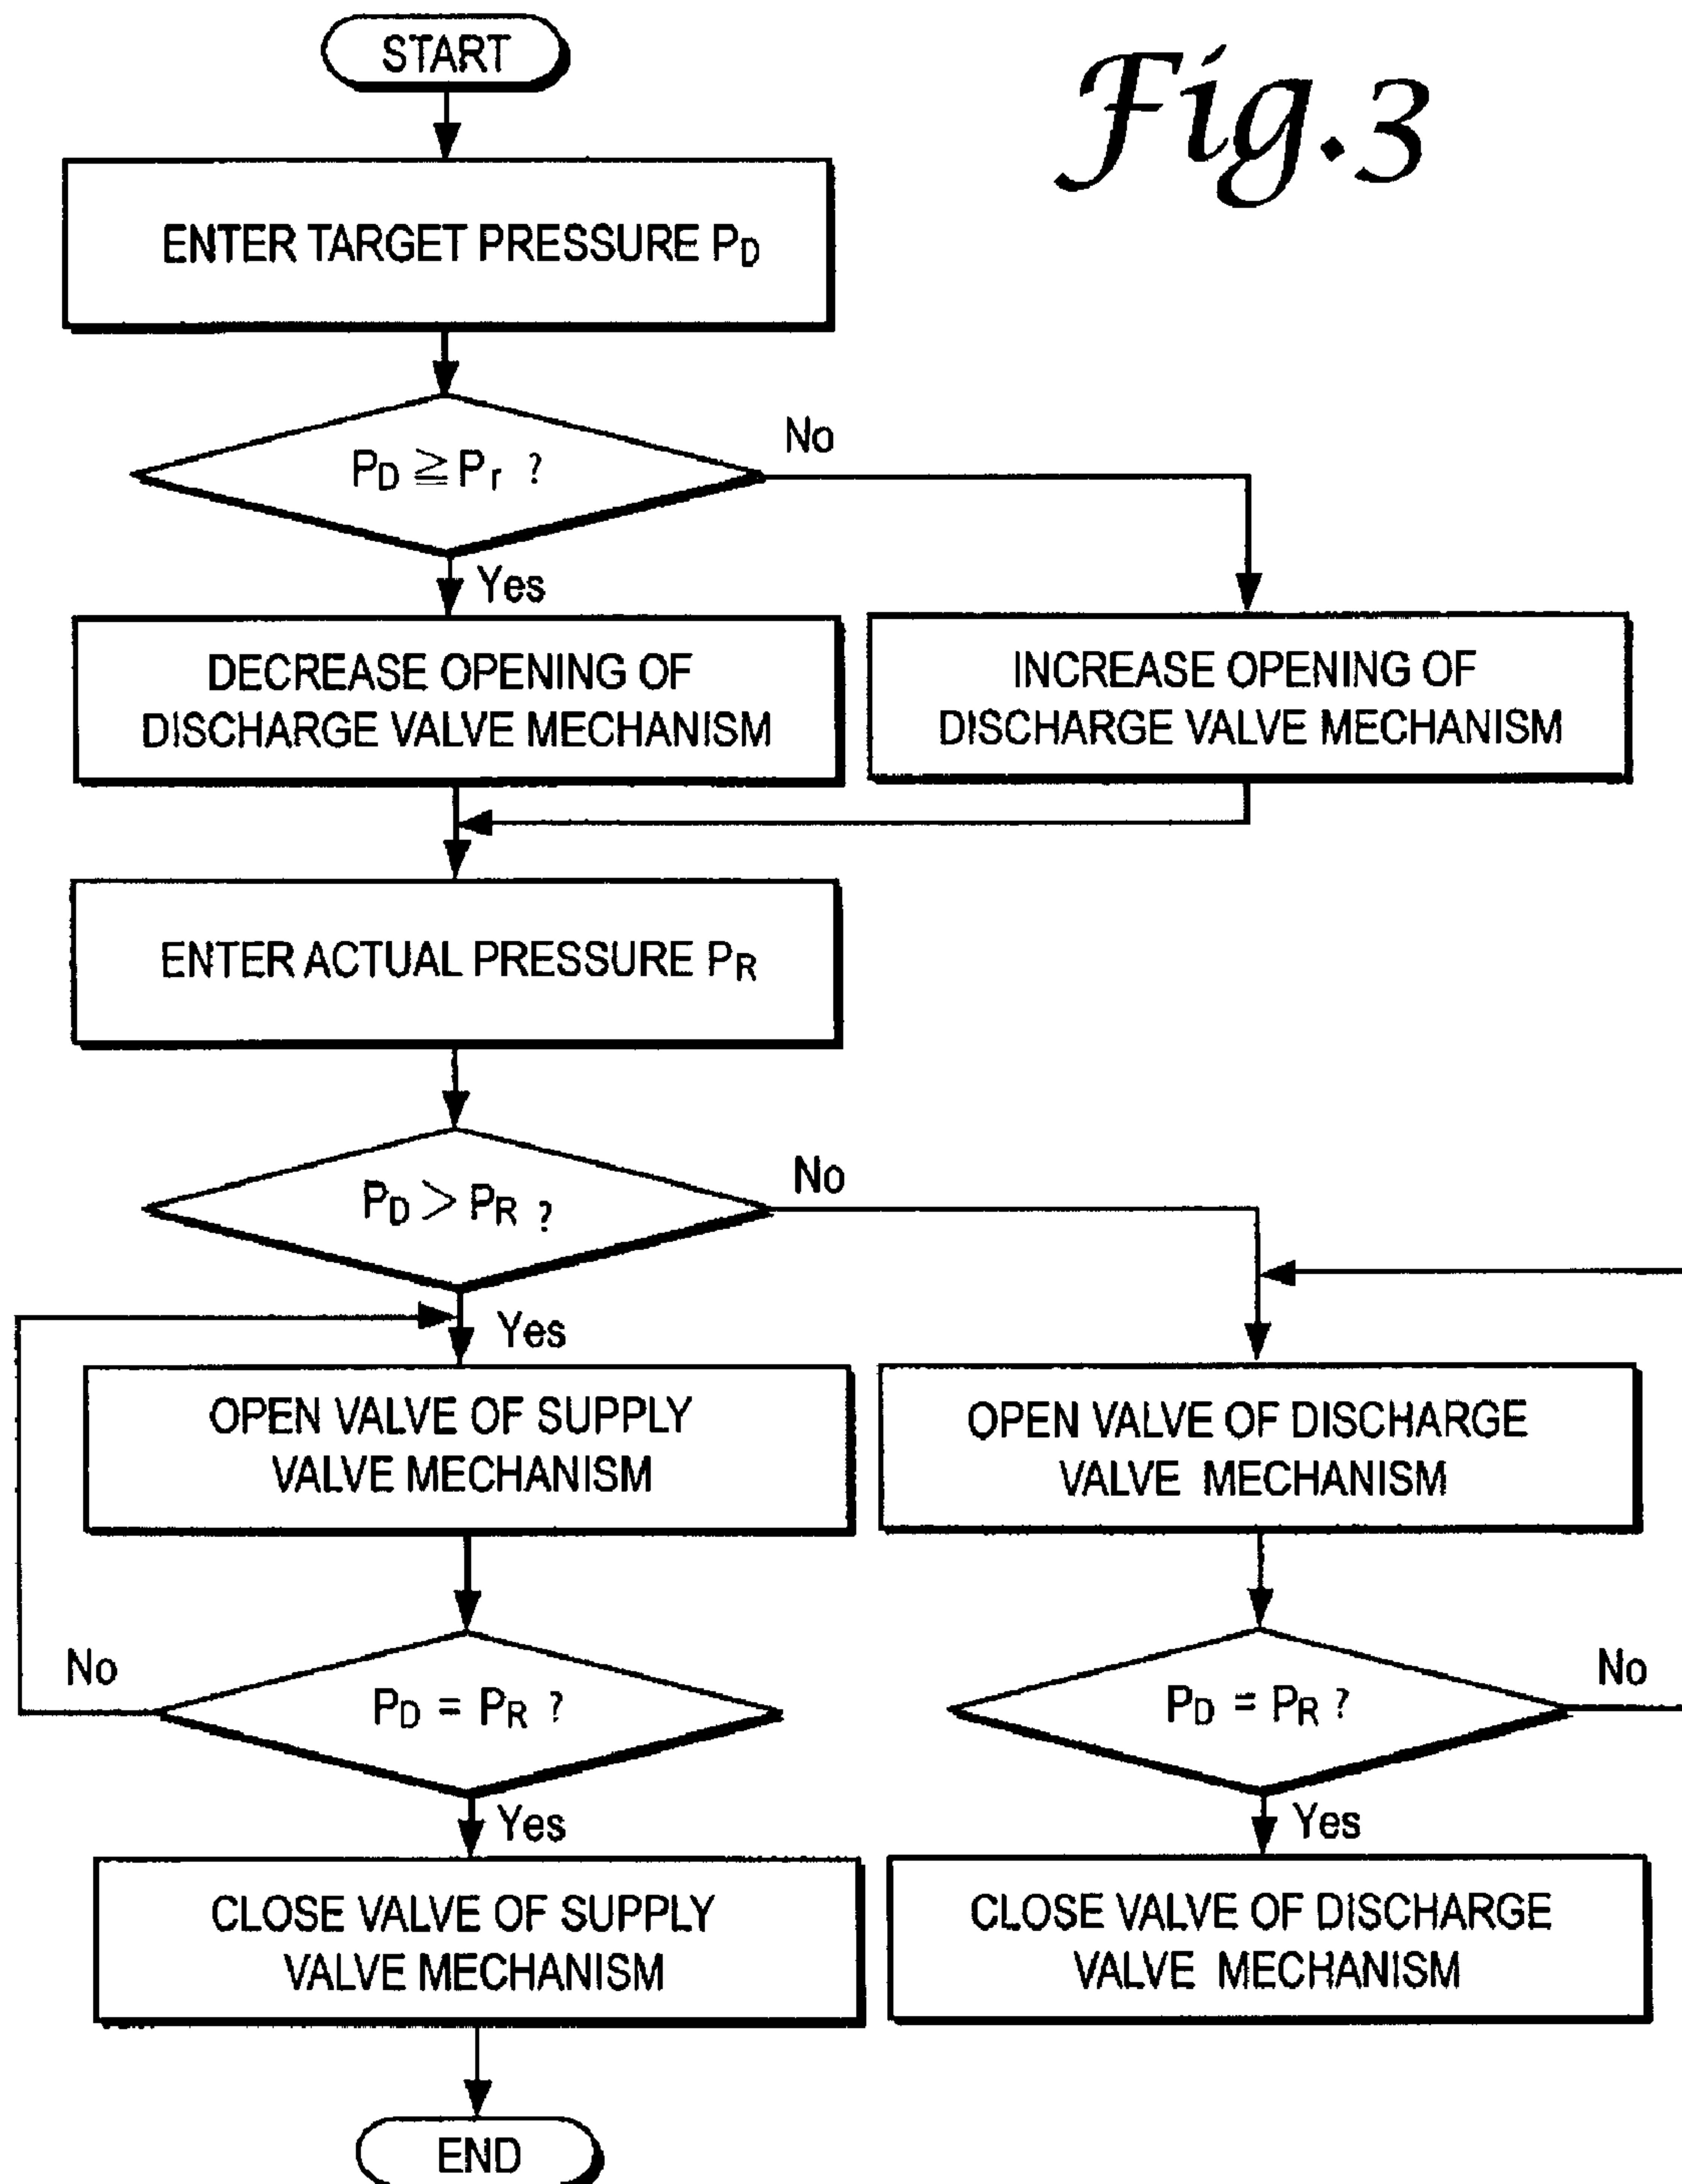 START
Fig.3
ENTER TARGET PRESSURE PD
PD ≧ Pr ?
No
Yes
DECREASE OPENING OF
DISCHARGE VALVE MECHANISM
INCREASE OPENING OF
DISCHARGE VALVE MECHANISM
ENTER ACTUAL PRESSURE PR
PD > PR ?
No
Yes
OPEN VALVE OF SUPPLY
VALVE MECHANISM
OPEN VALVE OF DISCHARGE
VALVE MECHANISM
No
PD = PR ?
PD = PR ?
No
Yes
Yes
CLOSE VALVE OF SUPPLY
VALVE MECHANISM
CLOSE VALVE OF DISCHARGE
VALVE MECHANISM
END